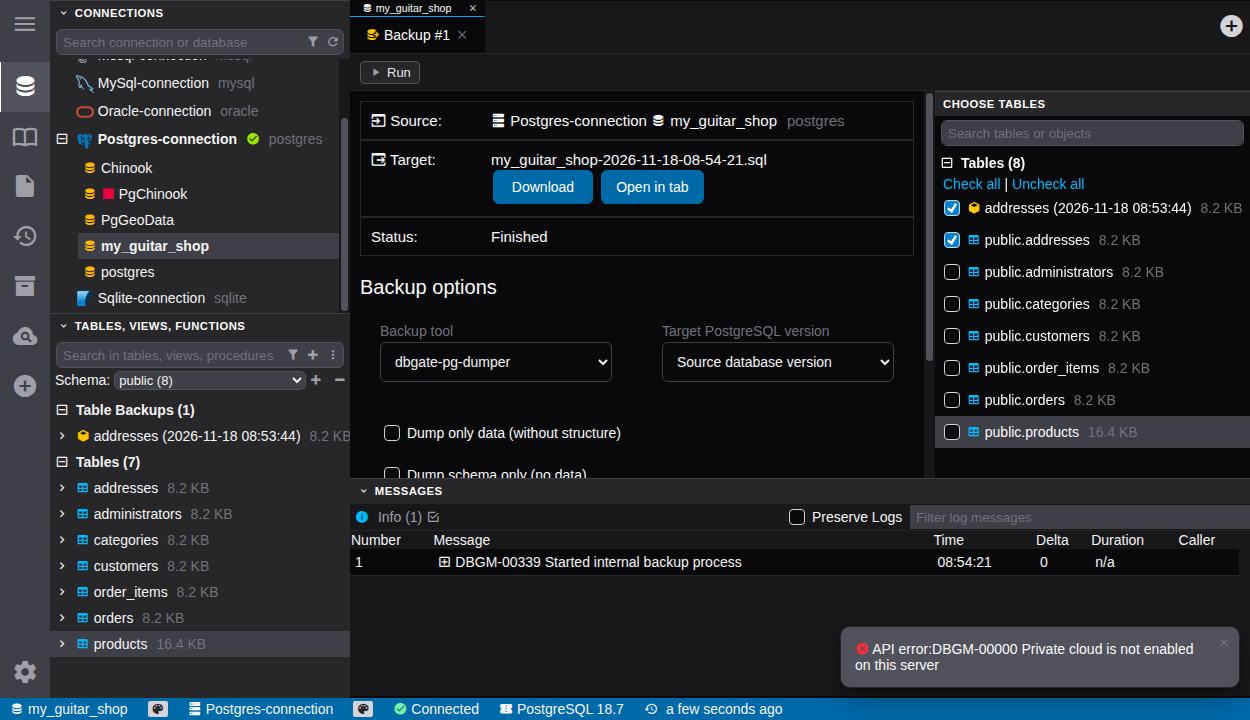 CONNECTIONS
Search connection or database
MySql-connection mysql
Oracle-connection oracle
Postgres-connection postgres
Chinook
PgChinook
PgGeoData
my_guitar_shop
postgres
Sqlite-connection sqlite
TABLES, VIEWS, FUNCTIONS
Search in tables, views, procedures
Schema: public (8)
Table Backups (1)
addresses (2026-11-18 08:53:44) 8.2 KB
Tables (7)
addresses 8.2 KB
administrators 8.2 KB
categories 8.2 KB
customers 8.2 KB
order_items 8.2 KB
orders 8.2 KB
products 16.4 KB
my_guitar_shop
Backup #1
Run
Source: Postgres-connection my_guitar_shop postgres
Target: my_guitar_shop-2026-11-18-08-54-21.sql
Download Open in tab
Status: Finished
Backup options
Backup tool Target PostgreSQL version
dbgate-pg-dumper Source database version
Dump only data (without structure)
Dump schema only (no data)
CHOOSE TABLES
Search tables or objects
Tables (8)
Check all | Uncheck all
addresses (2026-11-18 08:53:44) 8.2 KB
public.addresses 8.2 KB
public.administrators 8.2 KB
public.categories 8.2 KB
public.customers 8.2 KB
public.order_items 8.2 KB
public.orders 8.2 KB
public.products 16.4 KB
MESSAGES
Info (1) Preserve Logs Filter log messages
Number Message Time Delta Duration Caller
1 DBGM-00339 Started internal backup process 08:54:21 0 n/a
API error:DBGM-00000 Private cloud is not enabled
on this server
my_guitar_shop Postgres-connection Connected PostgreSQL 18.7 a few seconds ago